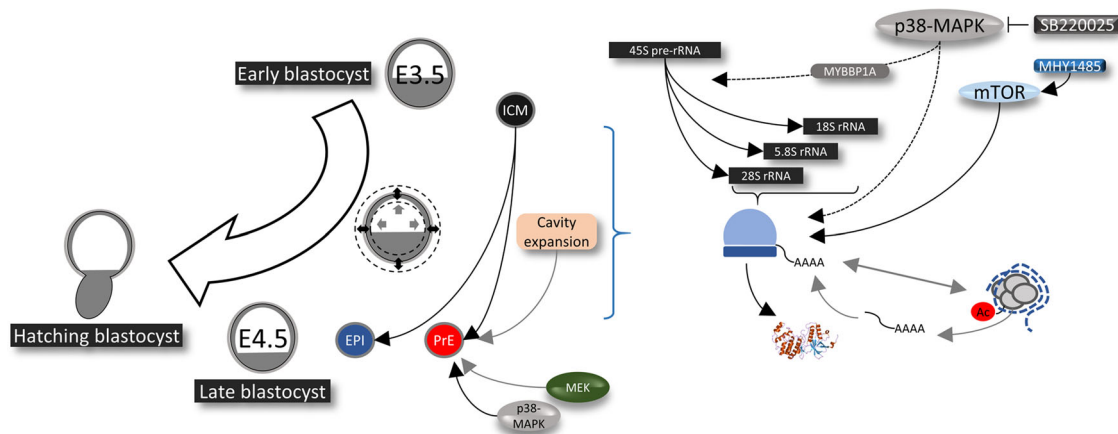 Early blastocyst
E3.5
ICM
Cavity
expansion
Hatching blastocyst
E4.5
Late blastocyst
EPI
PrE
MEK
p38-
MAPK
p38-MAPK
SB220025
45S pre-rRNA
MYBBP1A
MHY1485
mTOR
18S rRNA
5.8S rRNA
28S rRNA
AAAA
Ac
AAAA